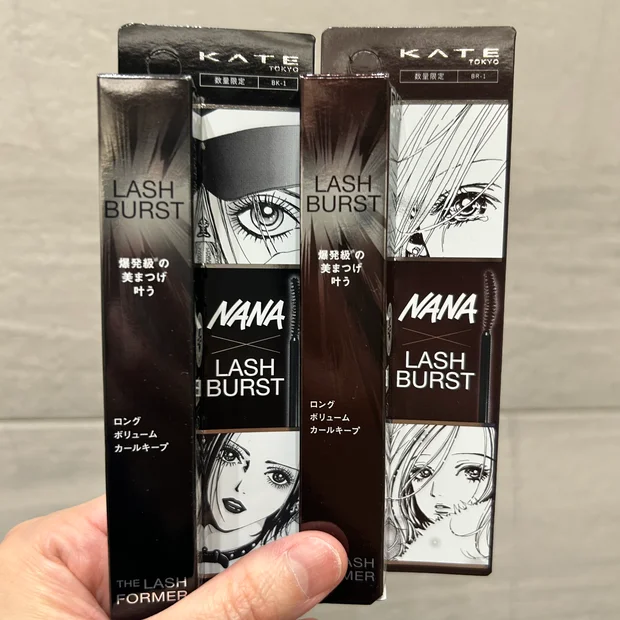 KATE
TOKYO
数量限定 BK-1
LASH
BURST
爆発級※の
美まつげ
叶う
NANA
×
LASH
BURST
ロング
ボリューム
カールキープ
THE LASH
FORMER
KATE
TOKYO
数量限定 BR-1
LASH
BURST
爆発級※の
美まつげ
叶う
NANA
×
LASH
BURST
ロング
ボリューム
カールキープ
LASH
MER